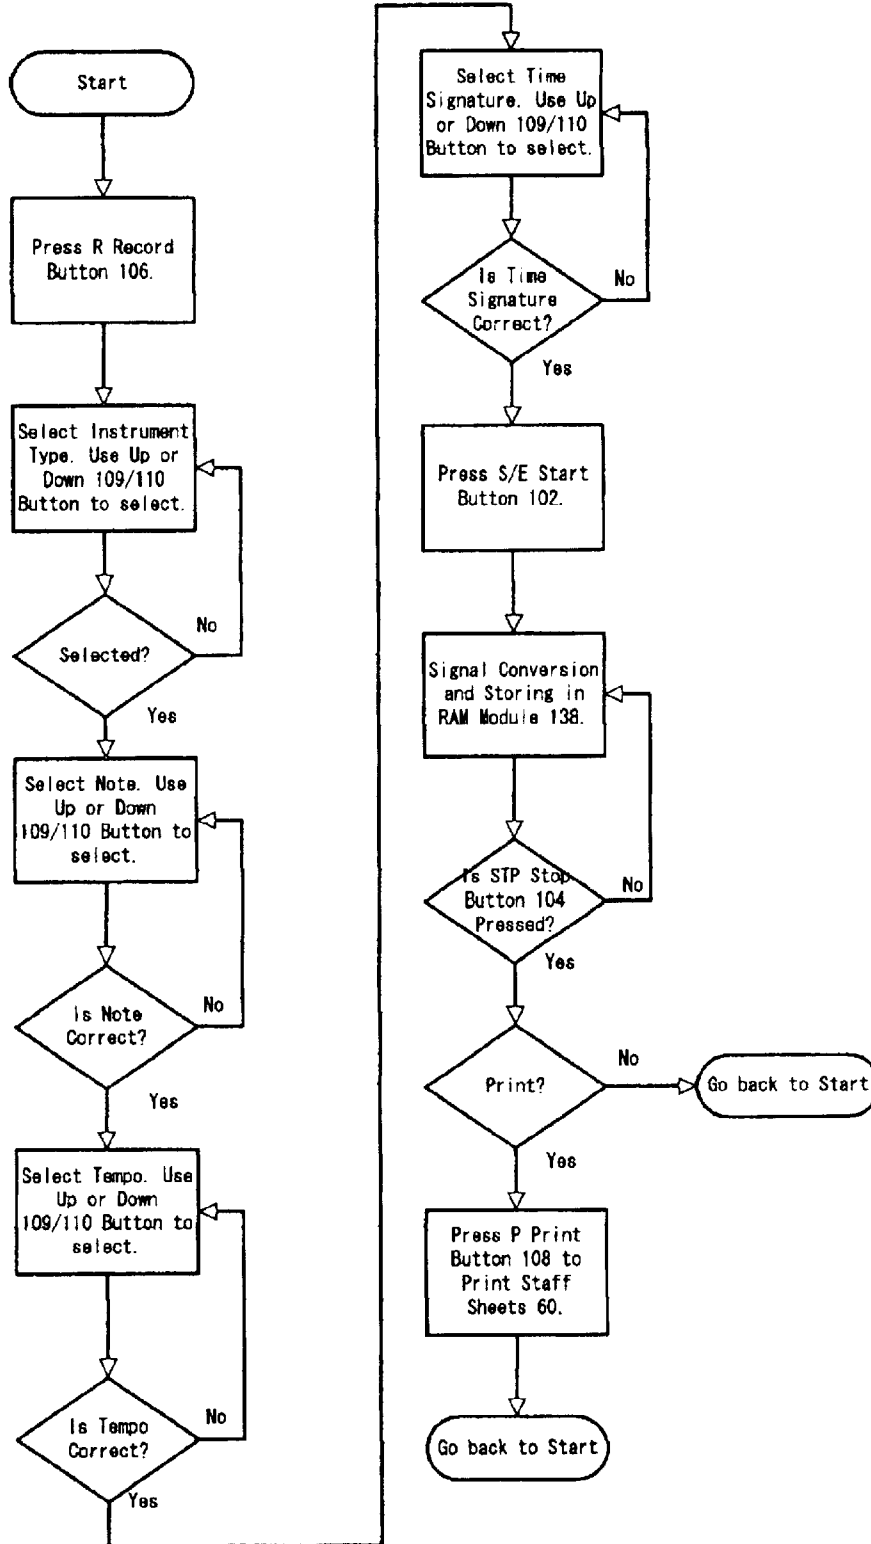 Start
Press R Record
Button 106.
Select Instrument
Type. Use Up or
Down 109/110
Button to select.
No
Selected?
Yes
Select Note. Use
Up or Down
109/110 Button to
select.
No
Is Note
Correct?
Yes
Select Tempo. Use
Up or Down
109/110 Button to
select.
No
Is Tempo
Correct?
Yes
Select Time
Signature. Use Up
or Down 109/110
Button to select.
No
Is Time
Signature
Correct?
Yes
Press S/E Start
Button 102.
Signal Conversion
and Storing in
RAM Module 138.
No
Is STP Stop
Button 104
Pressed?
Yes
No
Print?
Go back to Start
Yes
Press P Print
Button 108 to
Print Staff
Sheets 60.
Go back to Start